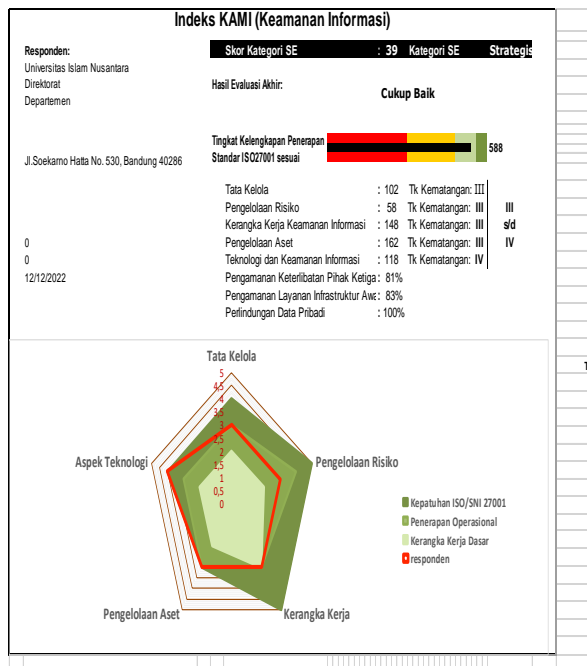 Indeks KAMI (Keamanan Informasi)
Responden:
Universitas Islam Nusantara
Direktorat
Departemen
Jl.Soekarno Hatta No. 530, Bandung 40286
0
0
12/12/2022
Skor Kategori SE : 39 Kategori SE Strategis
Hasil Evaluasi Akhir: Cukup Baik
Tingkat Kelengkapan Penerapan
Standar ISO27001 sesuai
588
Tata Kelola : 102 Tk Kematangan: III
Pengelolaan Risiko : 58 Tk Kematangan: III III
Kerangka Kerja Keamanan Informasi : 148 Tk Kematangan: III s/d
Pengelolaan Aset : 162 Tk Kematangan: III IV
Teknologi dan Keamanan Informasi : 118 Tk Kematangan: IV
Pengamanan Keterlibatan Pihak Ketiga : 81%
Pengamanan Layanan Infrastruktur Awa : 83%
Perlindungan Data Pribadi : 100%
Tata Kelola
5
4,5
4
3,5
3
2,5
2
1,5
1
0,5
0
Aspek Teknologi
Pengelolaan Risiko
Pengelolaan Aset
Kerangka Kerja
Kepatuhan ISO/SNI 27001
Penerapan Operasional
Kerangka Kerja Dasar
responden